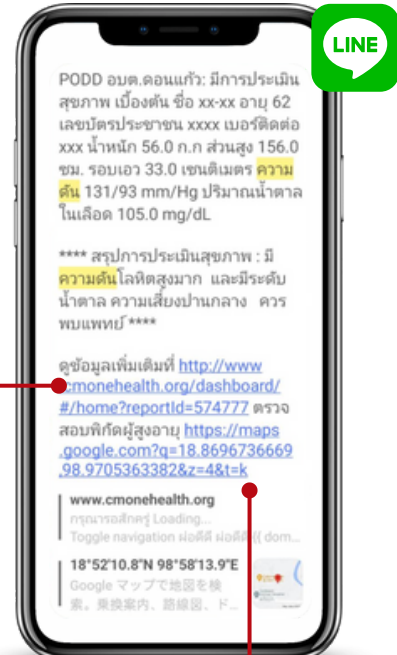 LINE
PODD อบต.ดอนแก้ว: มีการประเมิน
สุขภาพ เบื้องต้น ชื่อ xx-xx อายุ 62
เลขบัตรประชาชน xxxx เบอร์ติดต่อ
xxx น้ำหนัก 56.0 ก.ก ส่วนสูง 156.0
ซม. รอบเอว 33.0 เซนติเมตร ความ
ดัน 131/93 mm/Hg ปริมาณน้ำตาล
ในเลือด 105.0 mg/dL
**** สรุปการประเมินสุขภาพ : มี
ความดันโลหิตสูงมาก และมีระดับ
น้ำตาล ความเสี่ยงปานกลาง ควร
พบแพทย์ ****
ดูข้อมูลเพิ่มเติมที่ http://www
.cmonehealth.org/dashboard/
#/home?reportId=574777 ตรวจ
สอบพิกัดผู้สูงอายุ https://maps
.google.com?q=18.8696736669
,98.9705363382&z=4&t=k
www.cmonehealth.org
กรุณารอสักครู่ Loading...
Toggle navigation ผ่อดีดี ผ่อดีดี {{ dom...
18°52'10.8"N 98°58'13.9"E
Google マップで地図を検
索。乗換案内、路線図、ド...